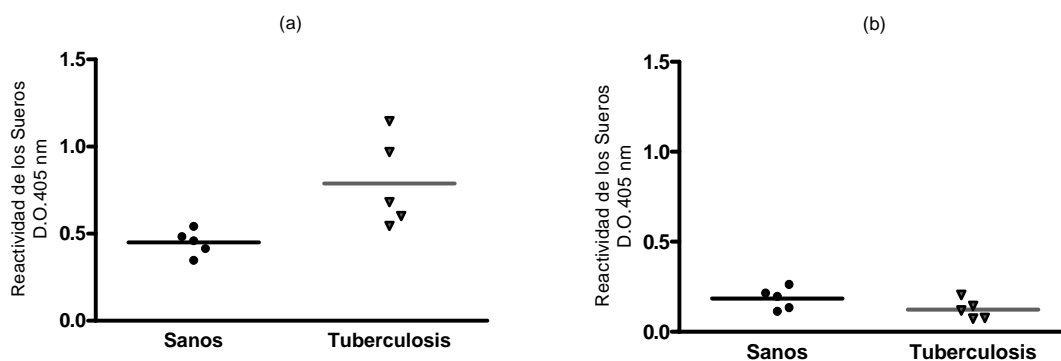 (a)
Reactividad de los Sueros
D.O.405 nm
1.5
1.0
0.5
0.0
Sanos
Tuberculosis
(b)
Reactividad de los Sueros
D.O.405 nm
1.5
1.0
0.5
0.0
Sanos
Tuberculosis